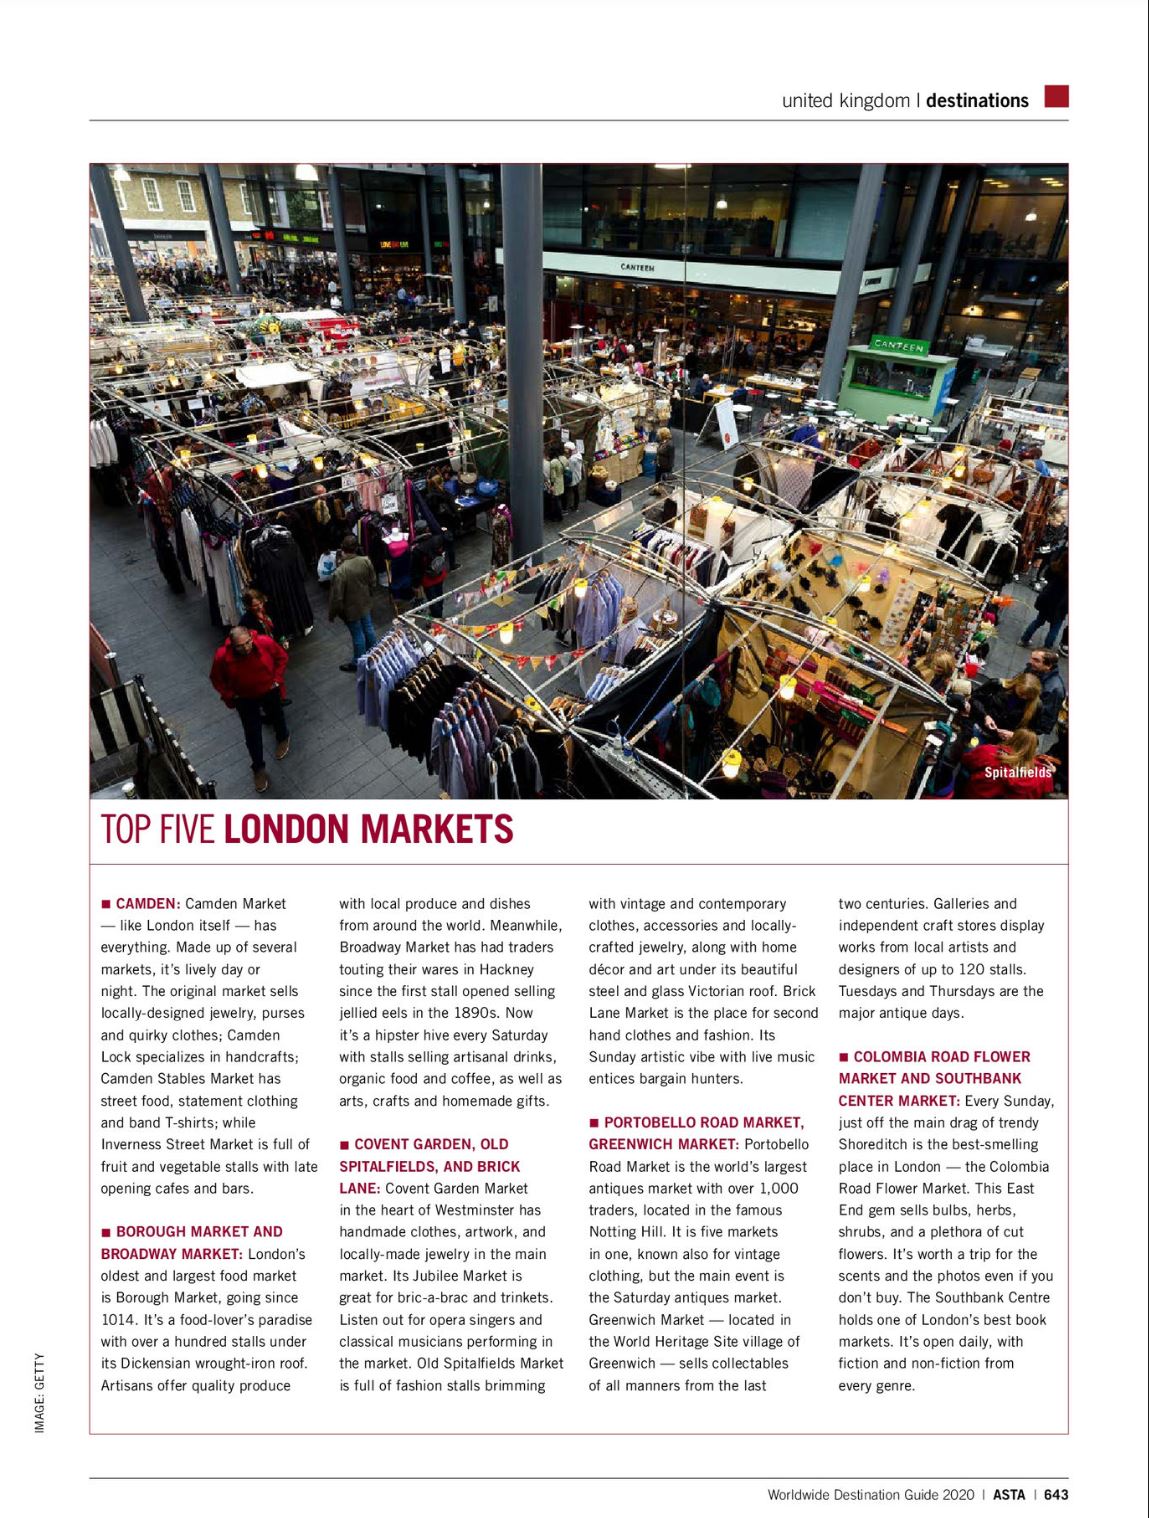 united kingdom | destinations
CANTEEN
CANTEEN
Spitalfields
TOP FIVE LONDON MARKETS
■ CAMDEN: Camden Market
— like London itself — has
everything. Made up of several
markets, it's lively day or
night. The original market sells
locally-designed jewelry, purses
and quirky clothes; Camden
Lock specializes in handcrafts;
Camden Stables Market has
street food, statement clothing
and band T-shirts; while
Inverness Street Market is full of
fruit and vegetable stalls with late
opening cafes and bars.
■ BOROUGH MARKET AND
BROADWAY MARKET: London's
oldest and largest food market
is Borough Market, going since
1014. It's a food-lover's paradise
with over a hundred stalls under
its Dickensian wrought-iron roof.
Artisans offer quality produce
with local produce and dishes
from around the world. Meanwhile,
Broadway Market has had traders
touting their wares in Hackney
since the first stall opened selling
jellied eels in the 1890s. Now
it's a hipster hive every Saturday
with stalls selling artisanal drinks,
organic food and coffee, as well as
arts, crafts and homemade gifts.
■ COVENT GARDEN, OLD
SPITALFIELDS, AND BRICK
LANE: Covent Garden Market
in the heart of Westminster has
handmade clothes, artwork, and
locally-made jewelry in the main
market. Its Jubilee Market is
great for bric-a-brac and trinkets.
Listen out for opera singers and
classical musicians performing in
the market. Old Spitalfields Market
is full of fashion stalls brimming
with vintage and contemporary
clothes, accessories and locally-
crafted jewelry, along with home
décor and art under its beautiful
steel and glass Victorian roof. Brick
Lane Market is the place for second
hand clothes and fashion. Its
Sunday artistic vibe with live music
entices bargain hunters.
■ PORTOBELLO ROAD MARKET,
GREENWICH MARKET: Portobello
Road Market is the world's largest
antiques market with over 1,000
traders, located in the famous
Notting Hill. It is five markets
in one, known also for vintage
clothing, but the main event is
the Saturday antiques market.
Greenwich Market — located in
the World Heritage Site village of
Greenwich — sells collectables
of all manners from the last
two centuries. Galleries and
independent craft stores display
works from local artists and
designers of up to 120 stalls.
Tuesdays and Thursdays are the
major antique days.
■ COLOMBIA ROAD FLOWER
MARKET AND SOUTHBANK
CENTER MARKET: Every Sunday,
just off the main drag of trendy
Shoreditch is the best-smelling
place in London — the Colombia
Road Flower Market. This East
End gem sells bulbs, herbs,
shrubs, and a plethora of cut
flowers. It's worth a trip for the
scents and the photos even if you
don't buy. The Southbank Centre
holds one of London's best book
markets. It's open daily, with
fiction and non-fiction from
every genre.
IMAGE: GETTY
Worldwide Destination Guide 2020 | ASTA | 643